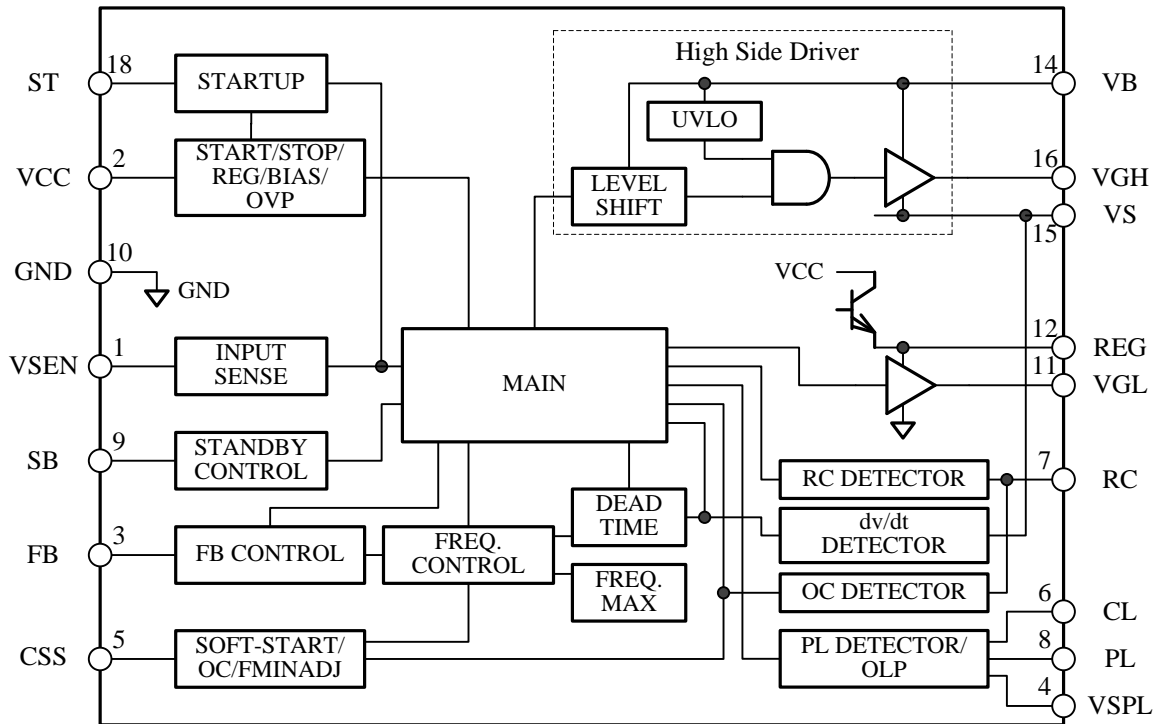 High Side Driver
18
ST
STARTUP
14
VB
UVLO
2
VCC
START/STOP/
REG/BIAS/
OVP
16
VGH
LEVEL
SHIFT
VS
15
10
GND
GND
VCC
12
REG
1
VSEN
INPUT
SENSE
MAIN
11
VGL
9
SB
STANDBY
CONTROL
7
RC
RC DETECTOR
DEAD
TIME
dv/dt
DETECTOR
3
FB
FB CONTROL
FREQ.
CONTROL
FREQ.
MAX
OC DETECTOR
6
CL
5
CSS
SOFT-START/
OC/FMINADJ
PL DETECTOR/
OLP
8
PL
4
VSPL